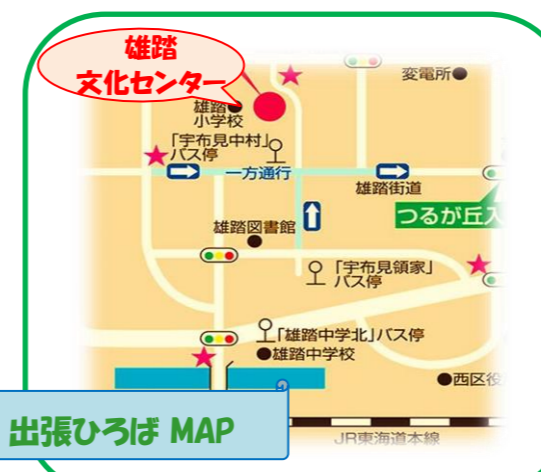 雄踏
文化センター
変電所
雄踏
小学校
「宇布見中村」
バス停
一方通行
雄踏街道
つるが丘入
雄踏図書館
「宇布見領家」
バス停
「雄踏中学北」バス停
雄踏中学校
西区役
出張ひろば MAP
JR東海道本線